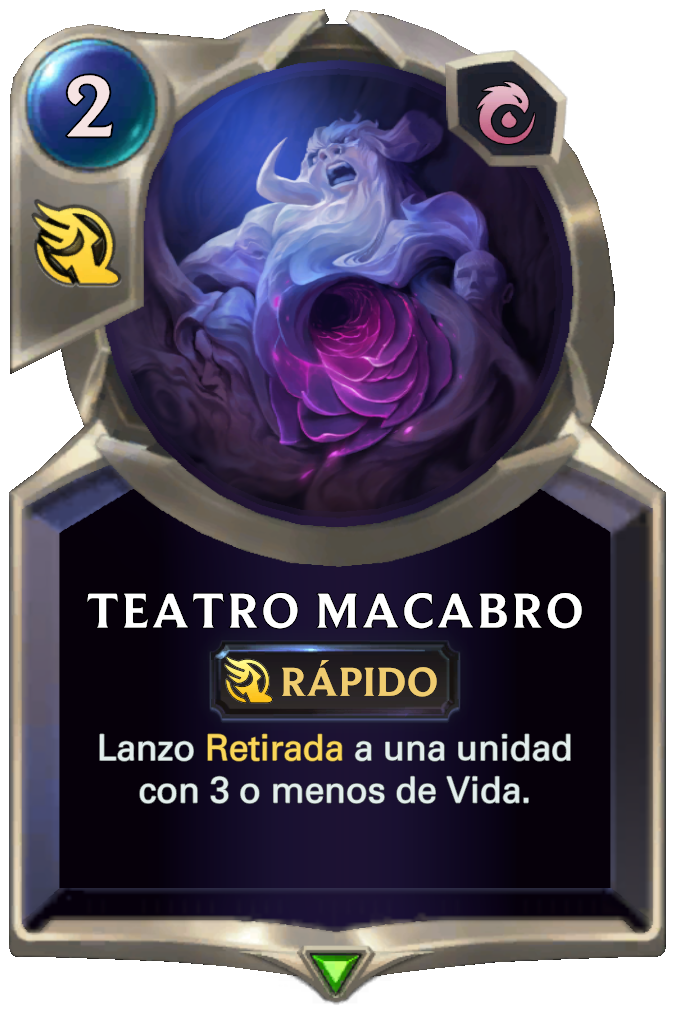 2
TEATRO MACABRO
RÁPIDO
Lanzo Retirada a una unidad
con 3 o menos de Vida.